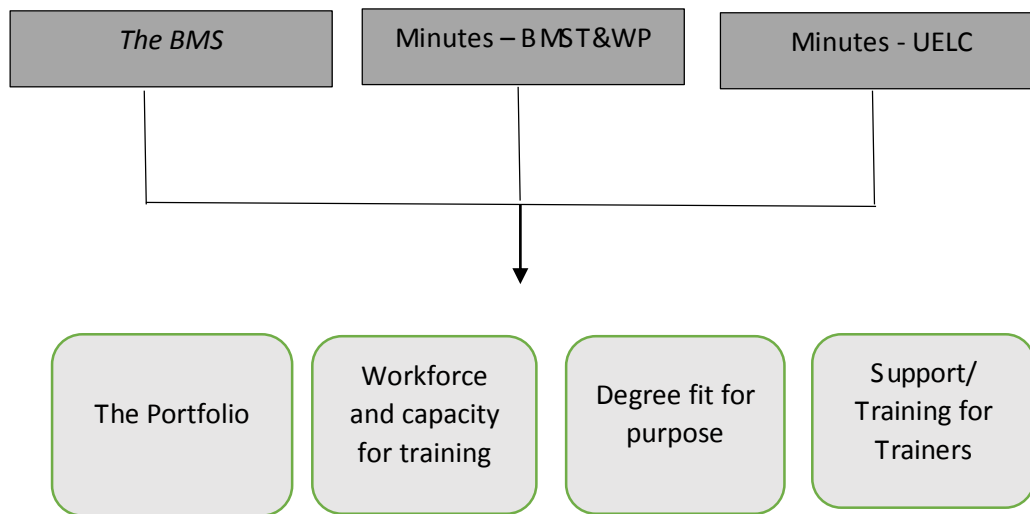 The BMS
Minutes – BMST&WP
Minutes - UELC
The Portfolio
Workforce
and capacity
for training
Degree fit for
purpose
Support/
Training for
Trainers